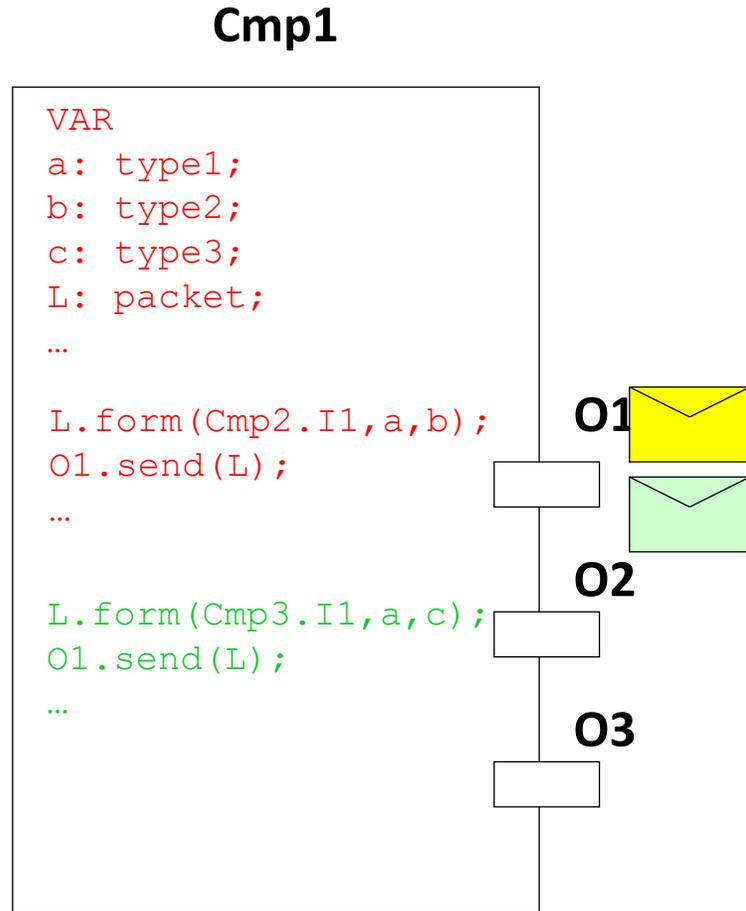 Cmp1
VAR
a: type1;
b: type2;
c: type3;
L: packet;
…
L.form(Cmp2.I1,a,b);
O1.send(L);
…
L.form(Cmp3.I1,a,c);
O1.send(L);
…
O1
O2
O3